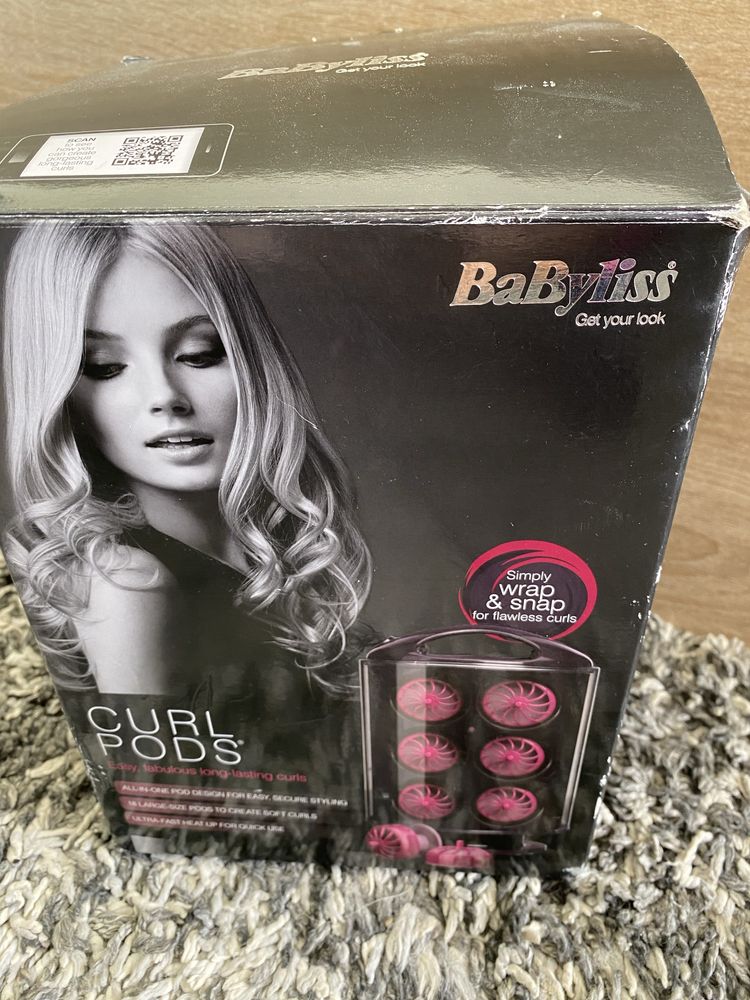 BaByliss
Get your look
SCAN
to see
how you
can create
gorgeous
long-lasting
curls
BaByliss®
Get your look
Simply
wrap
& snap
for flawless curls
CURL
PODS®
Easy, fabulous long-lasting curls
ALL-IN-ONE POD DESIGN FOR EASY, SECURE STYLING
LARGE-SIZE PODS TO CREATE SOFT CURLS
ULTRA-FAST HEAT UP FOR QUICK USE